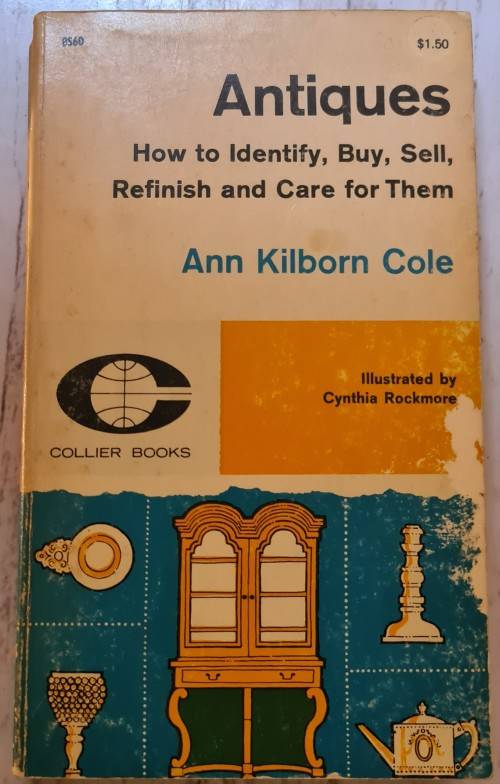 BS60
$1.50
Antiques
How to Identify, Buy, Sell,
Refinish and Care for Them
Ann Kilborn Cole
Illustrated by
Cynthia Rockmore
COLLIER BOOKS